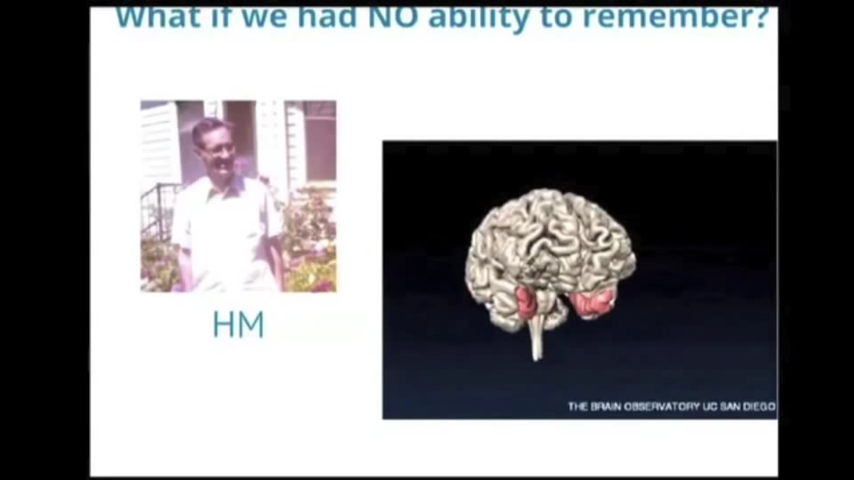 What if we had NO ability to remember?
HM
THE BRAIN OBSERVATORY UC SAN DIEGO